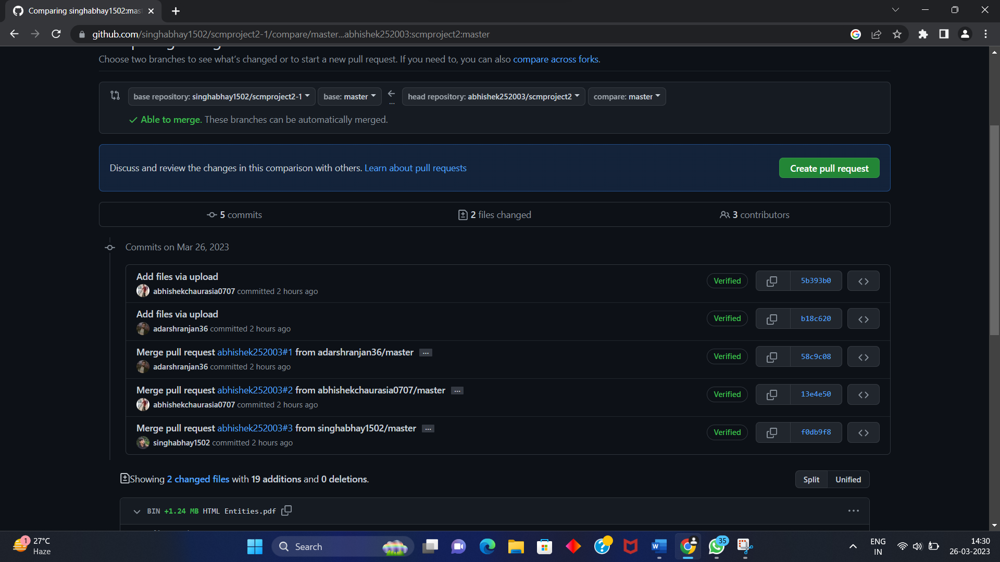 Comparing singhabhay1502:mas
github.com/singhabhay1502/scmproject2-1/compare/master...abhishek252003:scmproject2:master
Choose two branches to see what's changed or to start a new pull request. If you need to, you can also compare across forks.
base repository: singhabhay1502/scmproject2-1 base: master ... head repository: abhishek252003/scmproject2 compare: master
Able to merge. These branches can be automatically merged.
Discuss and review the changes in this comparison with others. Learn about pull requests
Create pull request
5 commits 2 files changed 3 contributors
Commits on Mar 26, 2023
Add files via upload
abhishekchaurasia0707 committed 2 hours ago
Verified 5b393b0
Add files via upload
adarshranjan36 committed 2 hours ago
Verified b18c620
Merge pull request abhishek252003#1 from adarshranjan36/master ...
adarshranjan36 committed 2 hours ago
Verified 58c9c08
Merge pull request abhishek252003#2 from abhishekchaurasia0707/master ...
abhishekchaurasia0707 committed 2 hours ago
Verified 13e4e50
Merge pull request abhishek252003#3 from singhabhay1502/master ...
singhabhay1502 committed 2 hours ago
Verified f0db9f8
Showing 2 changed files with 19 additions and 0 deletions.
Split Unified
BIN +1.24 MB HTML Entities.pdf
1
27°C
Haze
Search
35
ENG
IN
14:30
26-03-2023